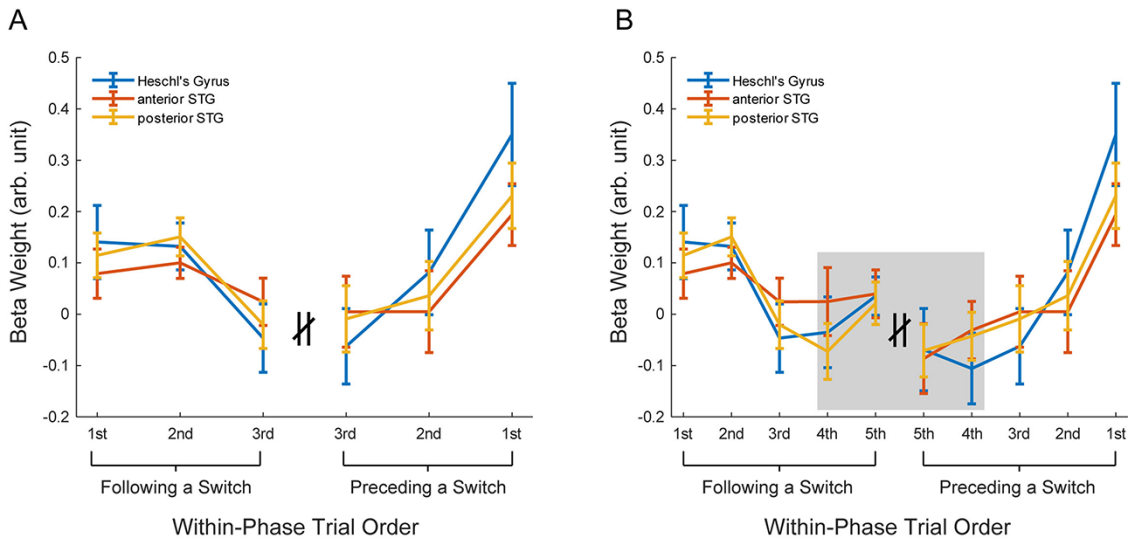 A
0.5
0.4
0.3
0.2
0.1
0
-0.1
-0.2
Beta Weight (arb. unit)
Heschl's Gyrus
anterior STG
posterior STG
1st 2nd 3rd 3rd 2nd 1st
Following a Switch Preceding a Switch
Within-Phase Trial Order
B
0.5
0.4
0.3
0.2
0.1
0
-0.1
-0.2
Beta Weight (arb. unit)
Heschl's Gyrus
anterior STG
posterior STG
1st 2nd 3rd 4th 5th 5th 4th 3rd 2nd 1st
Following a Switch Preceding a Switch
Within-Phase Trial Order